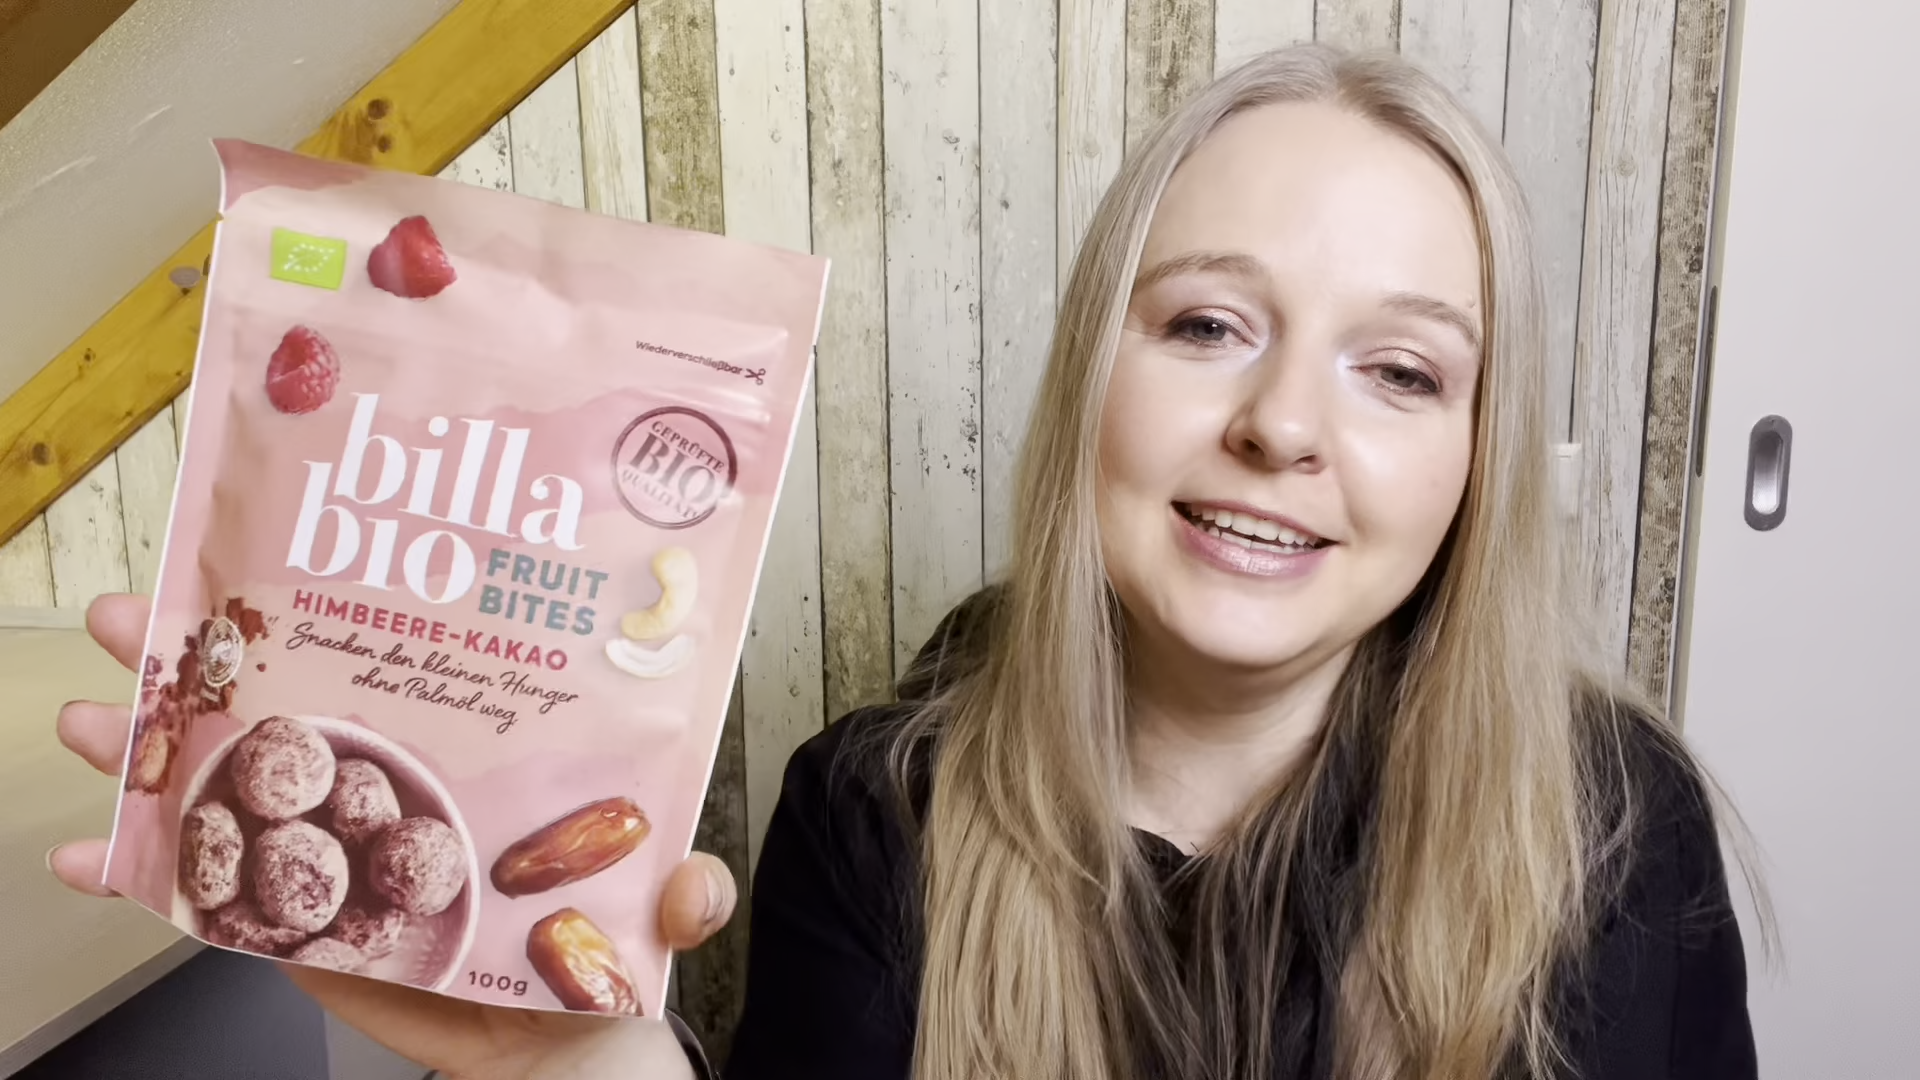 Wiederverschließbar
billa
bio
FRUIT
BITES
GEPRÜFTE
BIO
QUALITÄT
HIMBEERE-KAKAO
Snacken den kleinen Hunger
ohne Palmöl weg.
100g